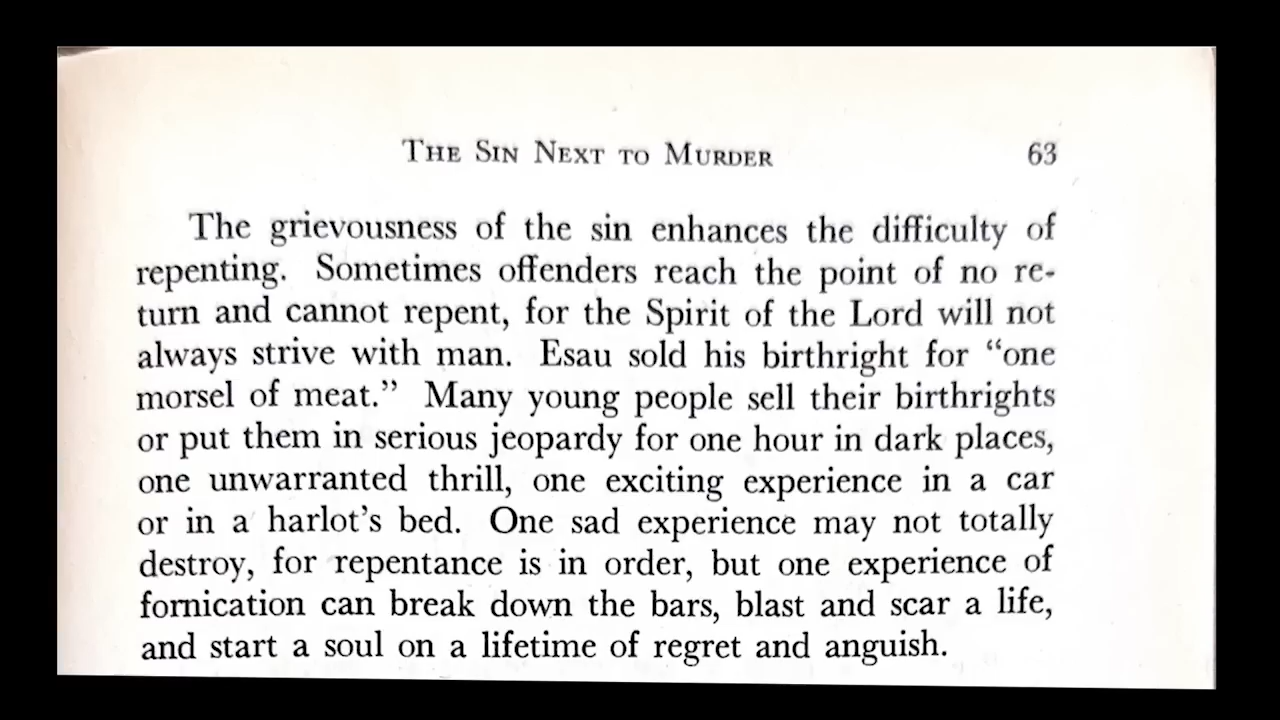 THE SIN NEXT TO MURDER 63
The grievousness of the sin enhances the difficulty of
repenting. Sometimes offenders reach the point of no re-
turn and cannot repent, for the Spirit of the Lord will not
always strive with man. Esau sold his birthright for “one
morsel of meat.” Many young people sell their birthrights
or put them in serious jeopardy for one hour in dark places,
one unwarranted thrill, one exciting experience in a car
or in a harlot’s bed. One sad experience may not totally
destroy, for repentance is in order, but one experience of
fornication can break down the bars, blast and scar a life,
and start a soul on a lifetime of regret and anguish.